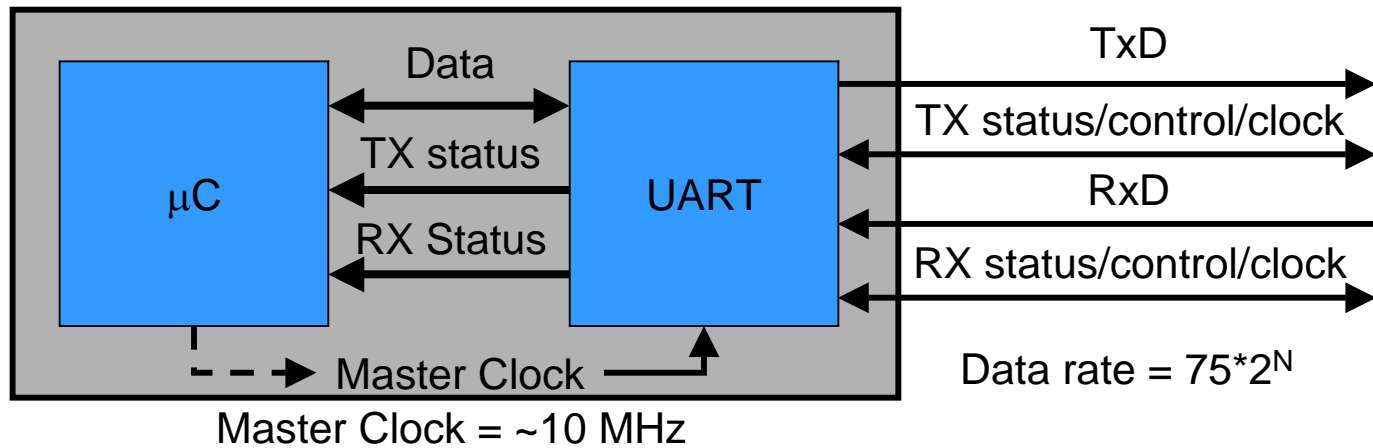 Data
TX status
RX Status
μC
UART
Master Clock
Master Clock = ~10 MHz
TxD
TX status/control/clock
RxD
RX status/control/clock
Data rate = 75*2ᴺ